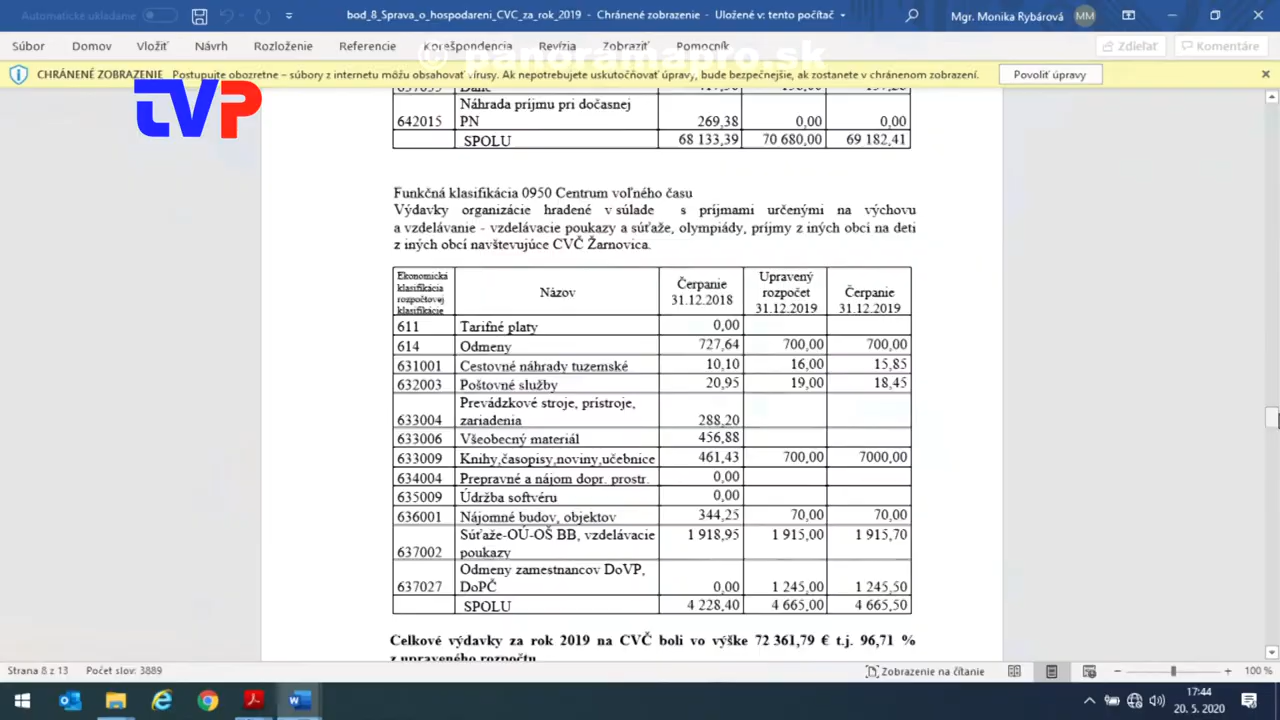 Automatické ukladanie
bod_8_Sprava_o_hospodareni_CVC_za_rok_2019 - Chránené zobrazenie - Uložené v: tento počítač
Mgr. Monika Rybárová MM
Súbor Domov Vložiť Návrh Rozloženie Referencie Korešpondencia Revízia Zobraziť Pomocník Zdieľať Komentáre
© panoramapro.sk
CHRÁNENÉ ZOBRAZENIE Postupujte obozretne – súbory z internetu môžu obsahovať vírusy. Ak nepotrebujete uskutočňovať úpravy, bude bezpečnejšie, ak zostanete v chránenom zobrazení. Povoliť úpravy
TVP
Náhrada príjmu pri dočasnej
642015 PN 269,38 0,00 0,00
SPOLU 68 133,39 70 680,00 69 182,41
Funkčná klasifikácia 0950 Centrum voľného času
Výdavky organizácie hradené v súlade s príjmami určenými na výchovu
a vzdelávanie - vzdelávacie poukazy a súťaže, olympiády, príjmy z iných obcí na deti
z iných obcí navštevujúce CVČ Žarnovica.
Ekonomická
klasifikácia
rozpočtovej
klasifikácie
Názov
Čerpanie
31.12.2018
Upravený
rozpočet
31.12.2019
Čerpanie
31.12.2019
611 Tarifné platy 0,00
614 Odmeny 727,64 700,00 700,00
631001 Cestovné náhrady tuzemské 10,10 16,00 15,85
632003 Poštovné služby 20,95 19,00 18,45
Prevádzkové stroje, prístroje,
633004 zariadenia 288,20
633006 Všeobecný materiál 456,88
633009 Knihy,časopisy,noviny,učebnice 461,43 700,00 7000,00
634004 Prepravné a nájom dopr. prostr. 0,00
635009 Údržba softvéru 0,00
636001 Nájomné budov, objektov 344,25 70,00 70,00
Súťaže-OÚ-OŠ BB, vzdelávacie
637002 poukazy 1 918,95 1 915,00 1 915,70
Odmeny zamestnancov DoVP,
637027 DoPČ 0,00 1 245,00 1 245,50
SPOLU 4 228,40 4 665,00 4 665,50
Celkové výdavky za rok 2019 na CVČ boli vo výške 72 361,79 € t.j. 96,71 %
z upraveného rozpočtu
Strana 8 z 13 Počet slov: 3889 Zobrazenie na čítanie 100 %
17:44
20. 5. 2020